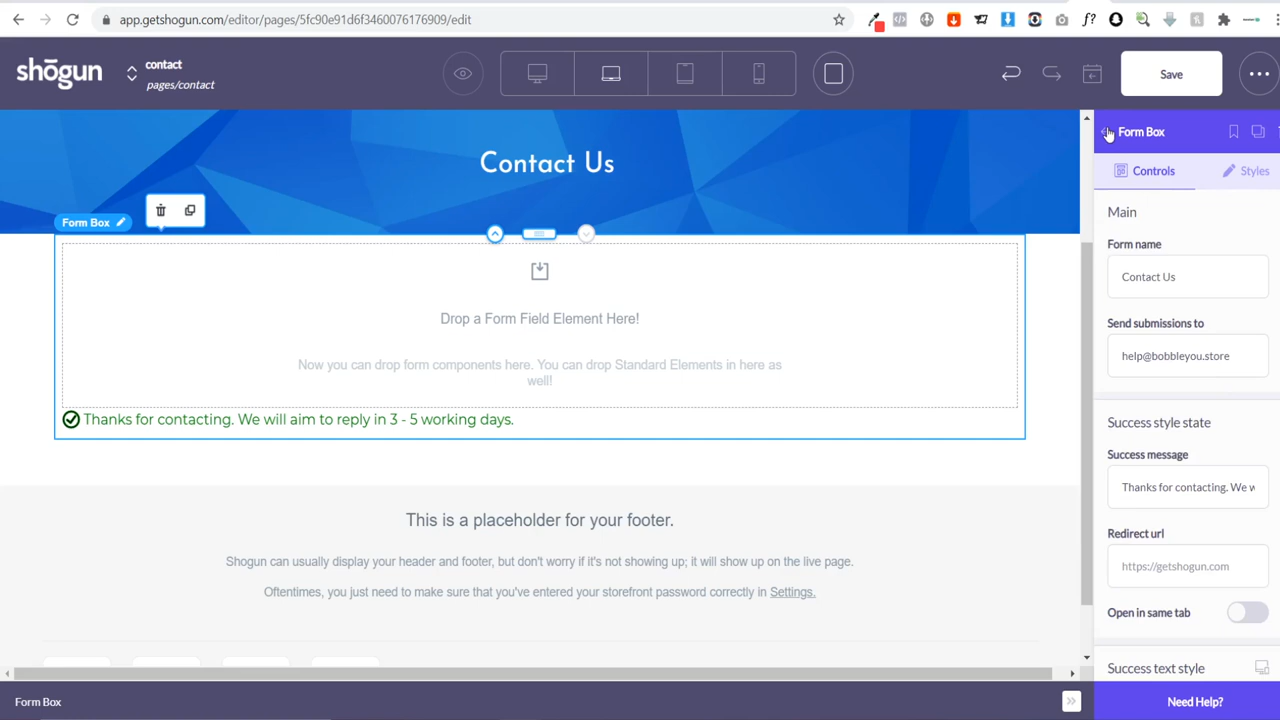 app.getshogun.com/editor/pages/5fc90e91d6f3460076176909/edit
shōgun
contact
pages/contact
Save
Contact Us
Form Box
Drop a Form Field Element Here!
Now you can drop form components here. You can drop Standard Elements in here as
well!
Thanks for contacting. We will aim to reply in 3 - 5 working days.
This is a placeholder for your footer.
Shogun can usually display your header and footer, but don't worry if it's not showing up; it will show up on the live page.
Oftentimes, you just need to make sure that you've entered your storefront password correctly in Settings.
Form Box
Controls
Styles
Main
Form name
Contact Us
Send submissions to
help@bobbleyou.store
Success style state
Success message
Thanks for contacting. We w
Redirect url
https://getshogun.com
Open in same tab
Success text style
Form Box
Need Help?